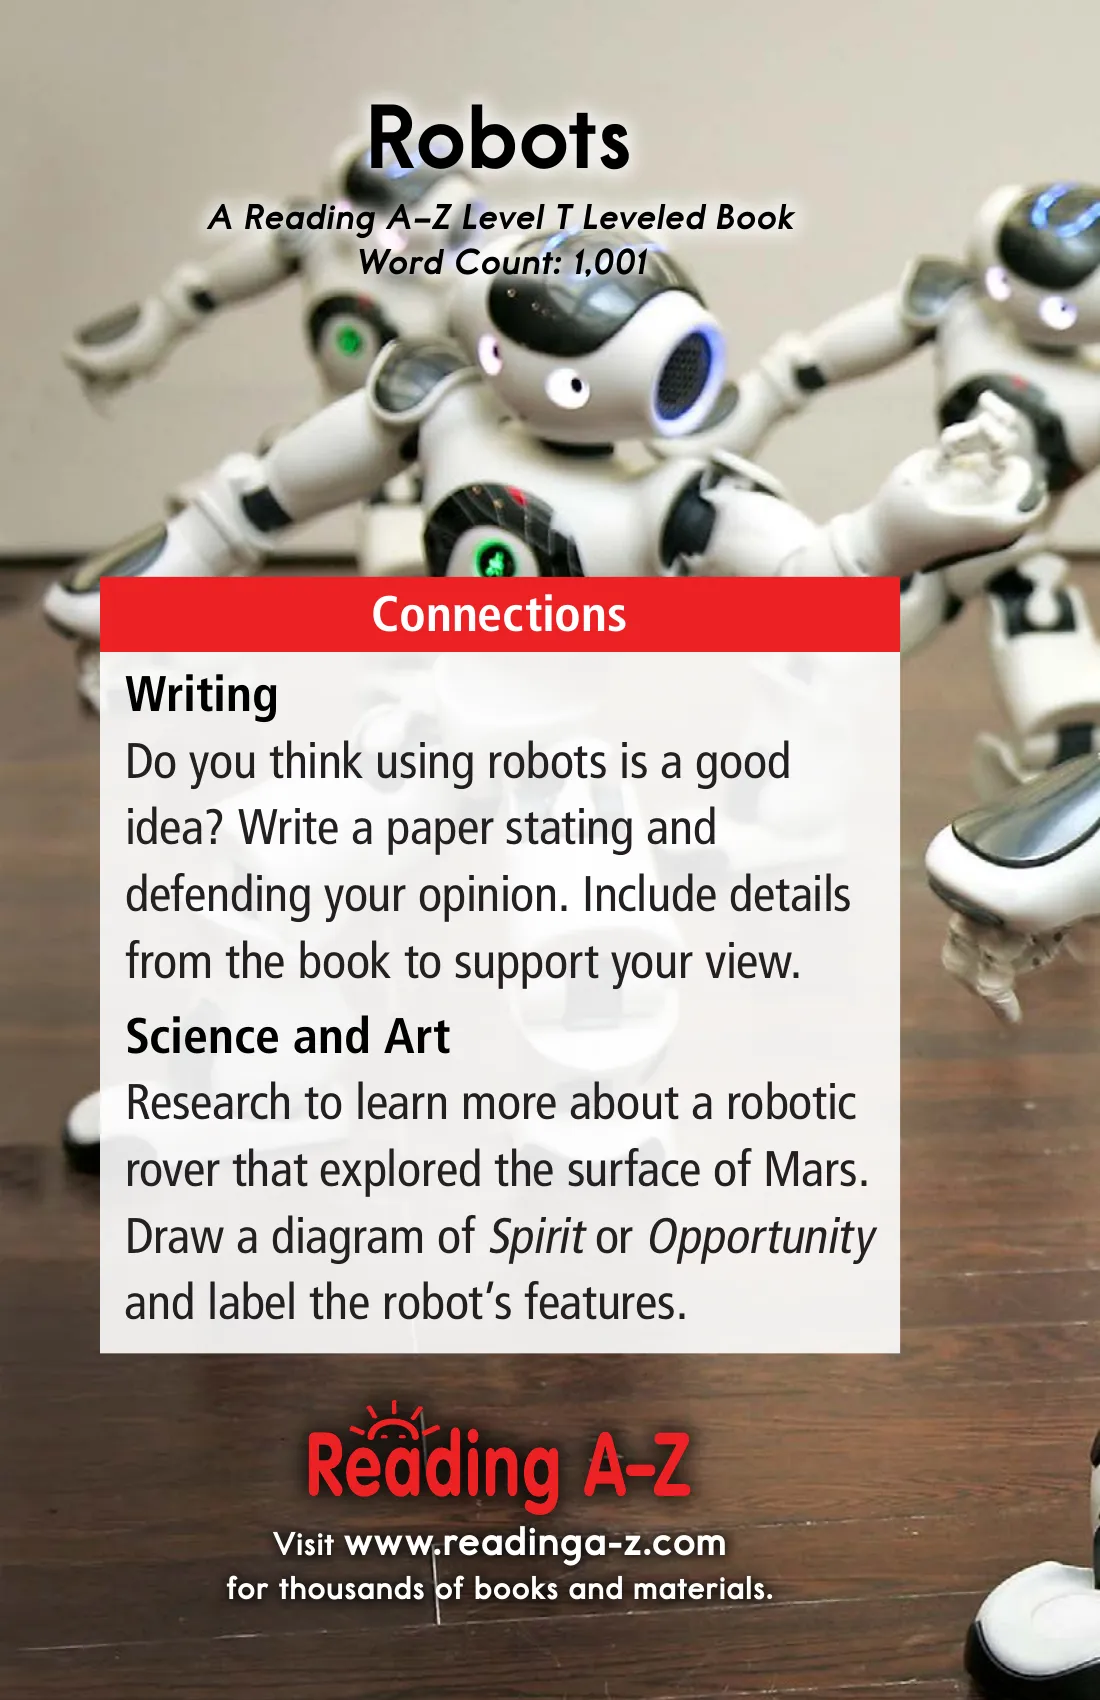 Robots
A Reading A–Z Level T Leveled Book
Word Count: 1,001
Connections
Writing
Do you think using robots is a good
idea? Write a paper stating and
defending your opinion. Include details
from the book to support your view.
Science and Art
Research to learn more about a robotic
rover that explored the surface of Mars.
Draw a diagram of Spirit or Opportunity
and label the robot’s features.
Reading A–Z
Visit www.readinga-z.com
for thousands of books and materials.